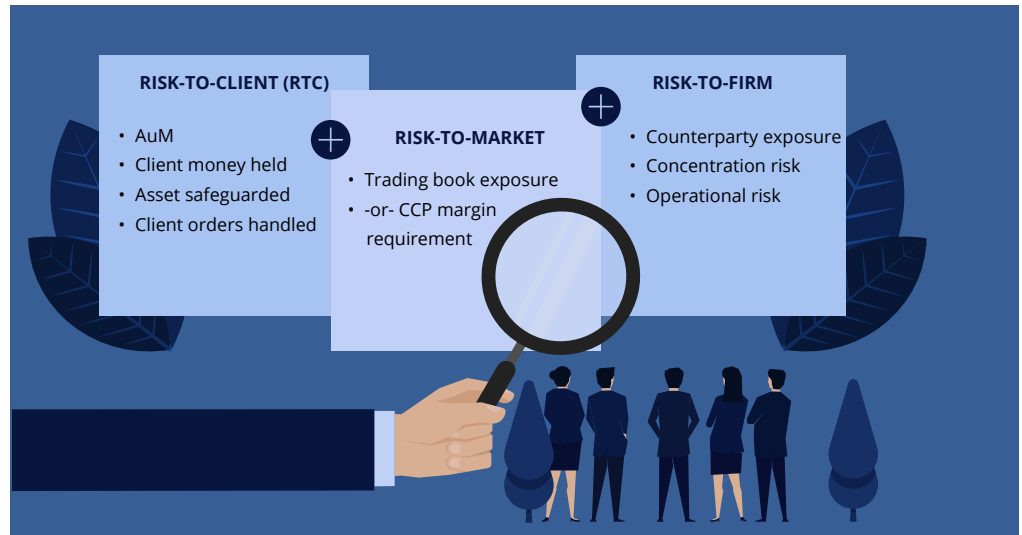 RISK-TO-CLIENT (RTC)
• AuM
• Client money held
• Asset safeguarded
• Client orders handled
RISK-TO-MARKET
• Trading book exposure
• -or- CCP margin
requirement
RISK-TO-FIRM
• Counterparty exposure
• Concentration risk
• Operational risk